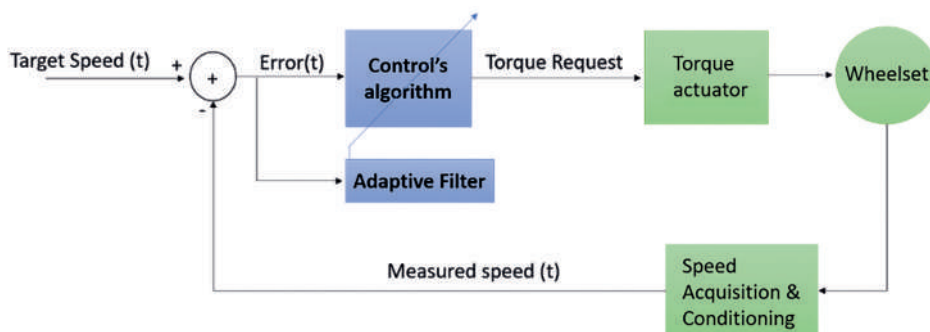 Target Speed (t)
+
+
-
Error(t)
Control's
algorithm
Torque Request
Torque
actuator
Wheelset
Adaptive Filter
Measured speed (t)
Speed
Acquisition &
Conditioning